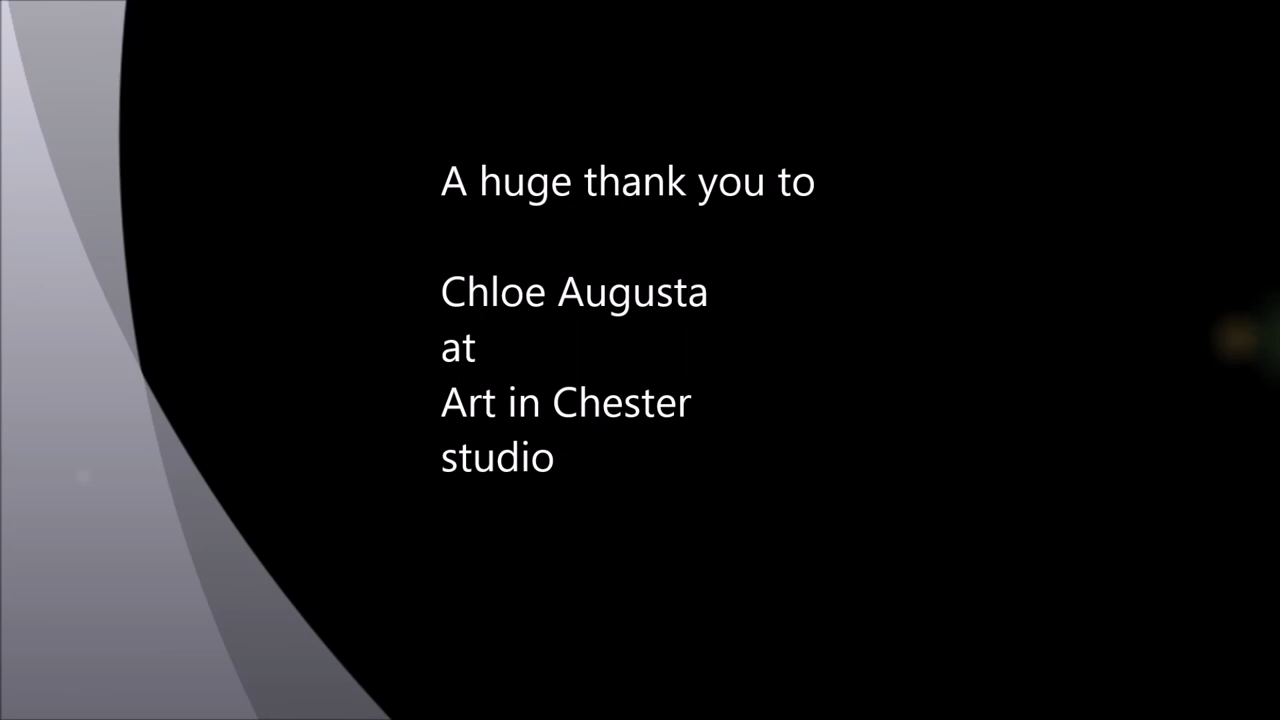 A huge thank you to
Chloe Augusta
at
Art in Chester
studio